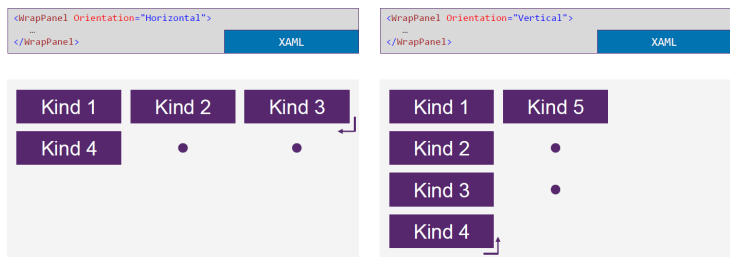 <WrapPanel Orientation="Horizontal">
…
</WrapPanel>
XAML
Kind 1 Kind 2 Kind 3
Kind 4
<WrapPanel Orientation="Vertical">
…
</WrapPanel>
XAML
Kind 1 Kind 5
Kind 2
Kind 3
Kind 4